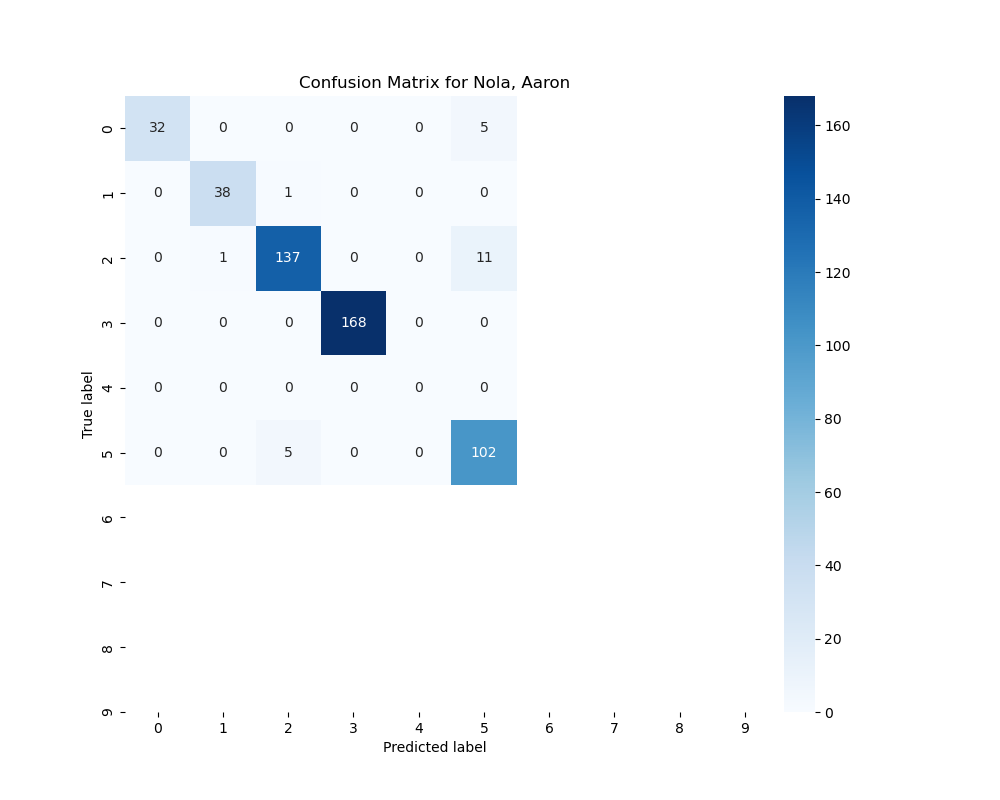 Confusion Matrix for Nola, Aaron
True label
0 32 0 0 0 0 5
1 0 38 1 0 0 0
2 0 1 137 0 0 11
3 0 0 0 168 0 0
4 0 0 0 0 0 0
5 0 0 5 0 0 102
6
7
8
9
0 1 2 3 4 5 6 7 8 9
Predicted label
160
140
120
100
80
60
40
20
0